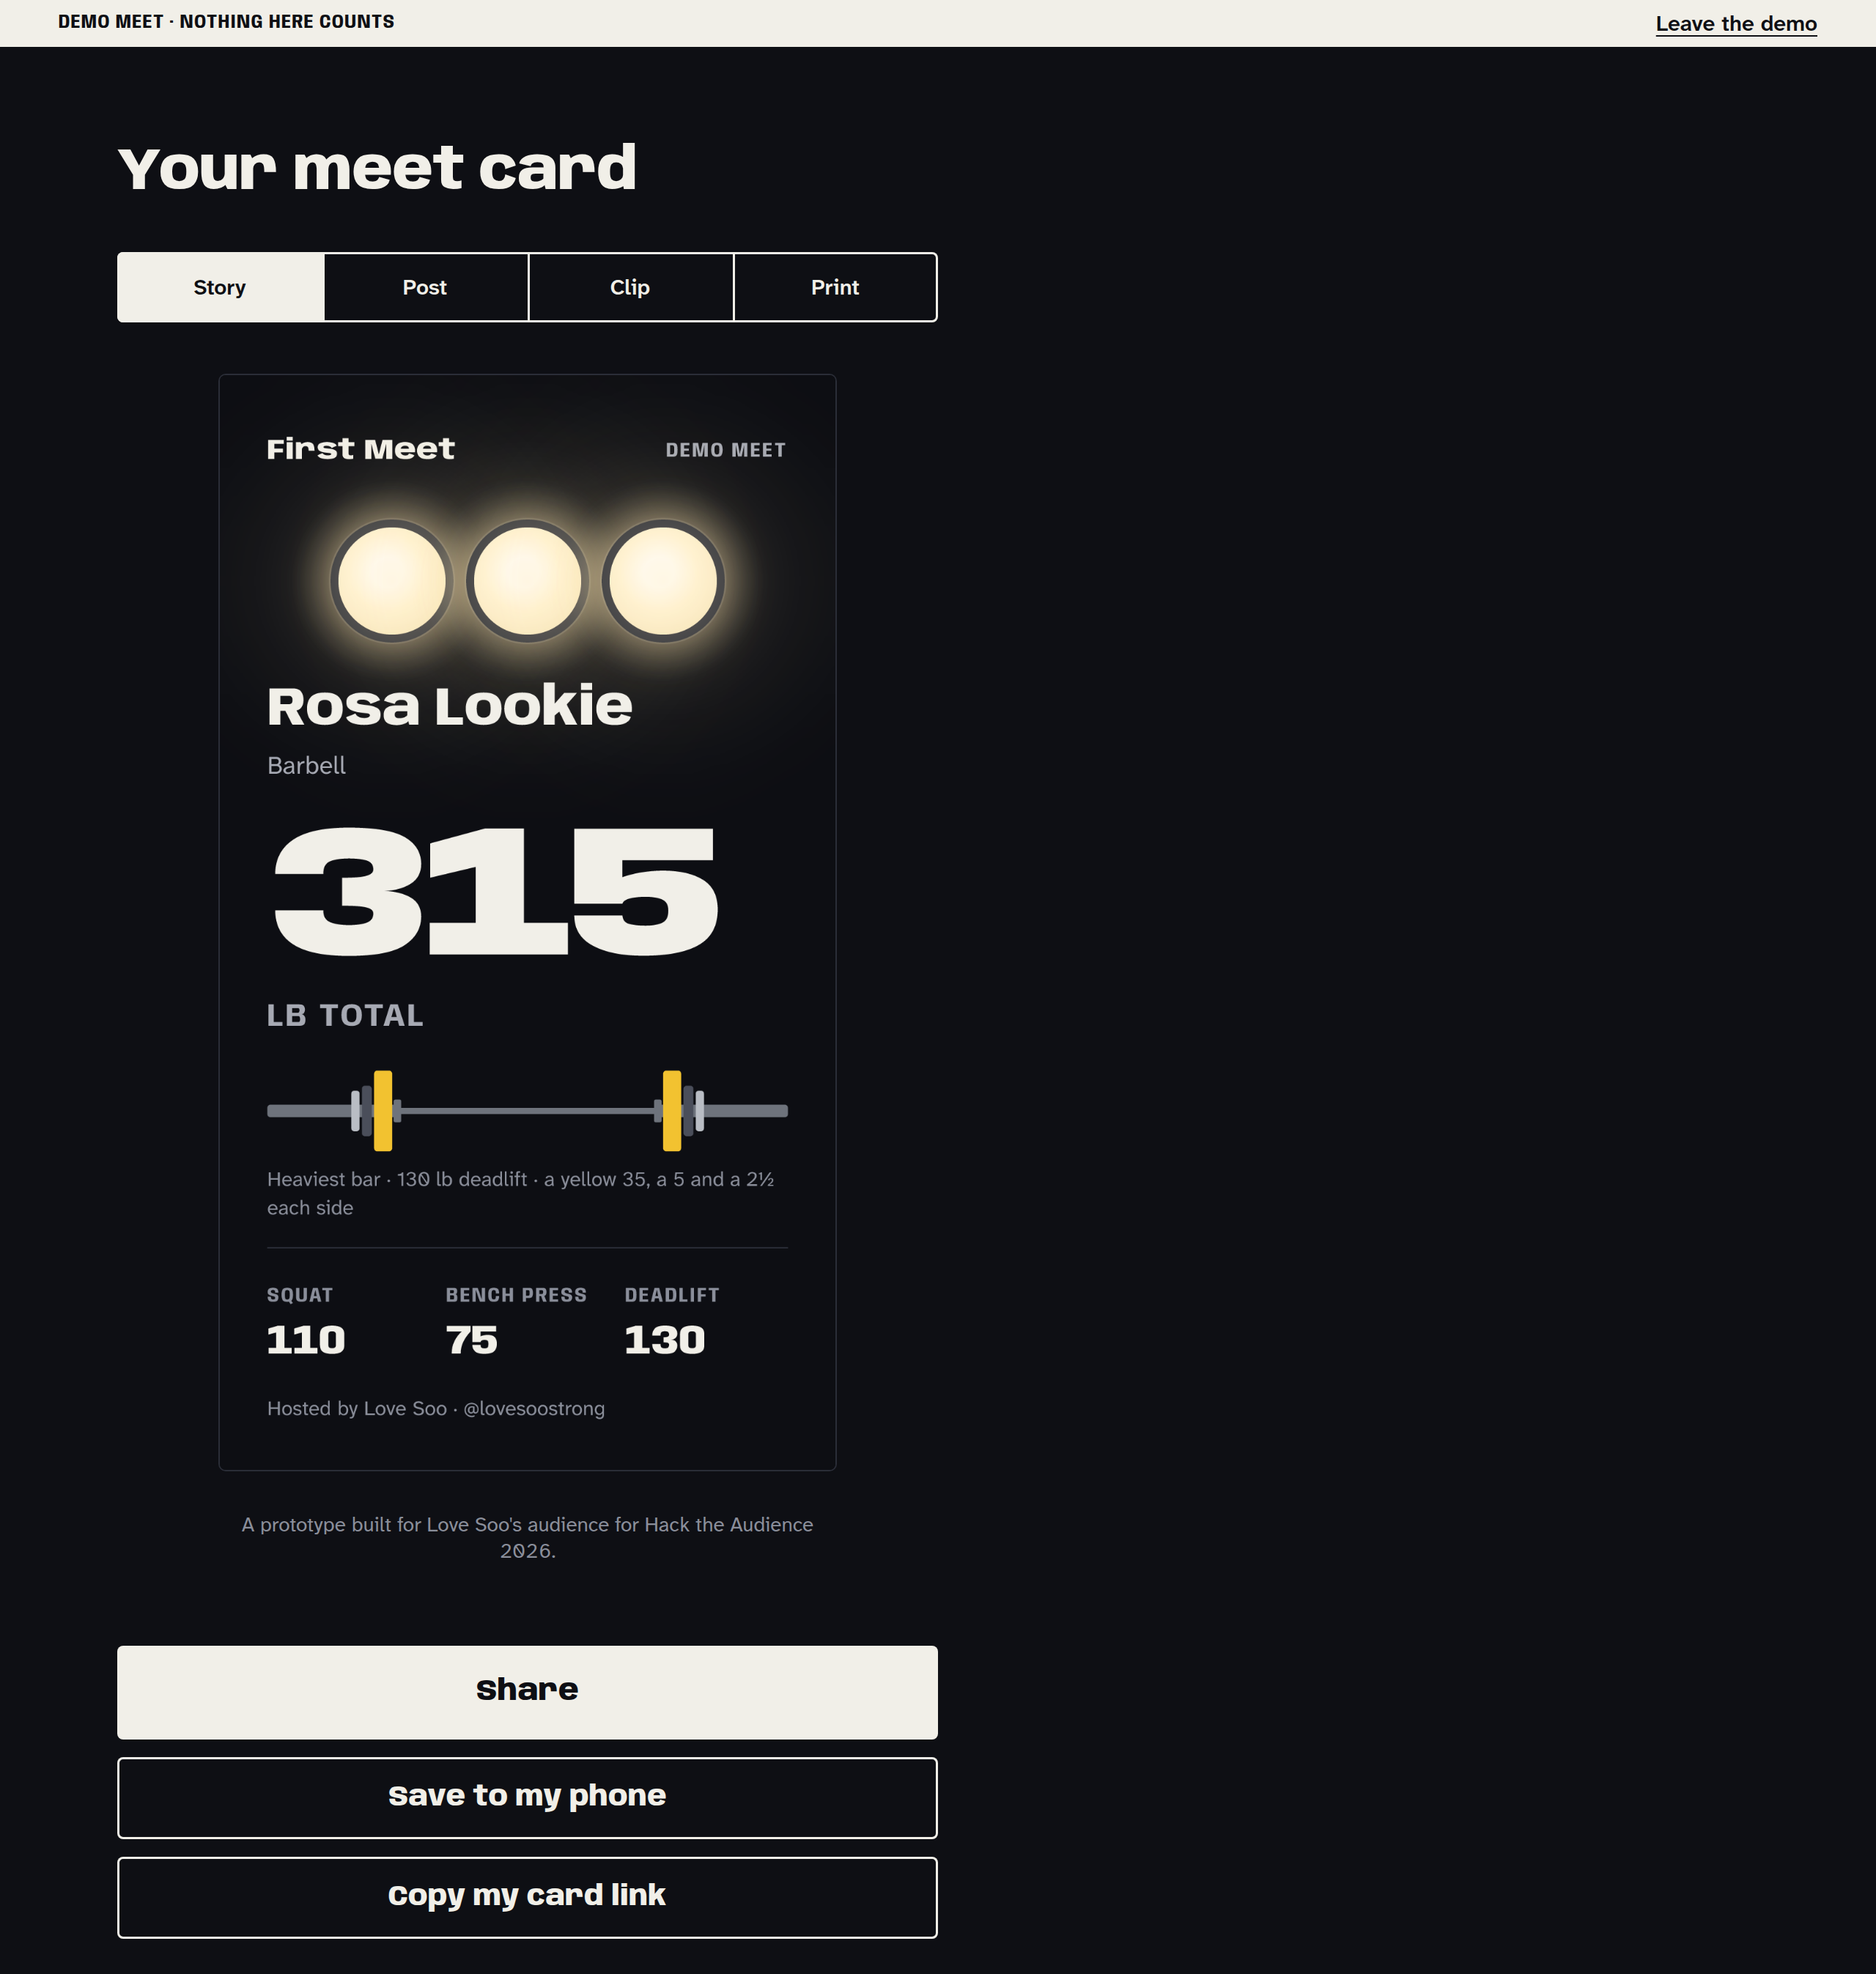 DEMO MEET · NOTHING HERE COUNTS
Leave the demo
Your meet card
Story
Post
Clip
Print
First Meet
DEMO MEET
Rosa Lookie
Barbell
315
LB TOTAL
Heaviest bar · 130 lb deadlift · a yellow 35, a 5 and a 2½
each side
SQUAT
BENCH PRESS
DEADLIFT
110
75
130
Hosted by Love Soo · @lovesoostrong
A prototype built for Love Soo's audience for Hack the Audience
2026.
Share
Save to my phone
Copy my card link